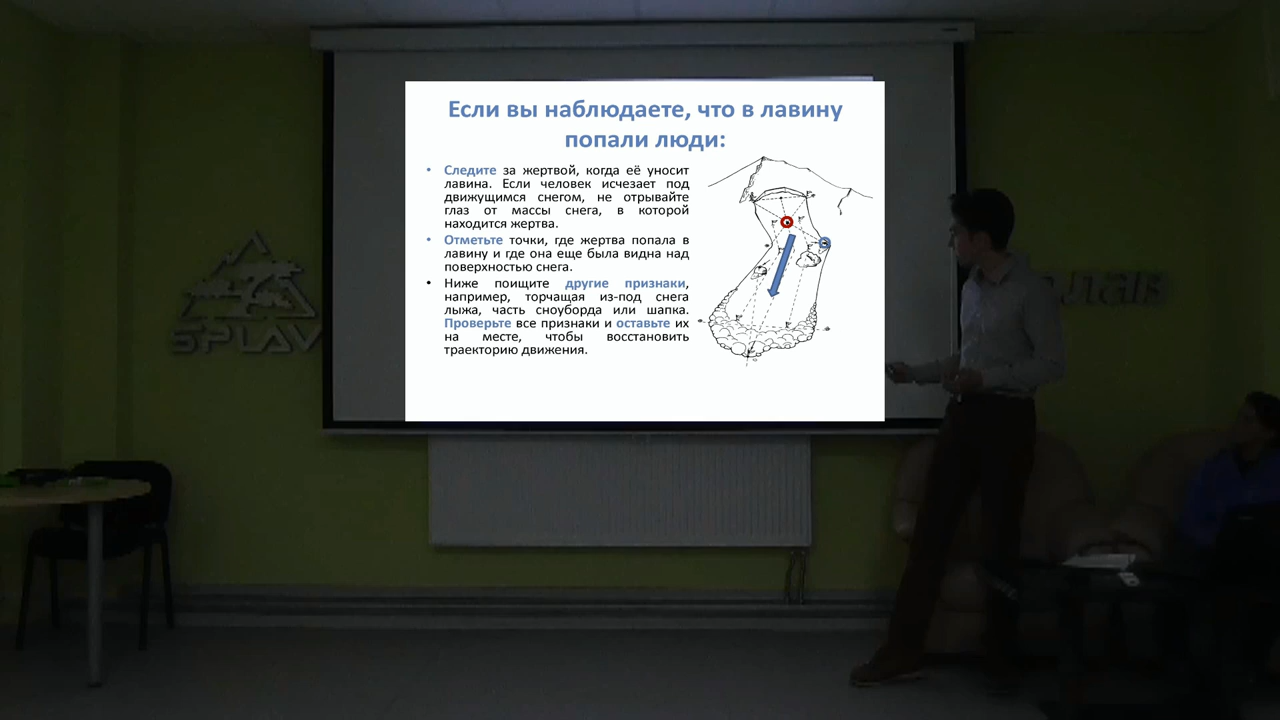 Если вы наблюдаете, что в лавину
попали люди:
• Следите за жертвой, когда её уносит
лавина. Если человек исчезает под
движущимся снегом, не отрывайте
глаз от массы снега, в которой
находится жертва.
• Отметьте точки, где жертва попала в
лавину и где она еще была видна над
поверхностью снега.
• Ниже поищите другие признаки,
например, торчащая из-под снега
лыжа, часть сноуборда или шапка.
Проверьте все признаки и оставьте их
на месте, чтобы восстановить
траекторию движения.
SPLAV